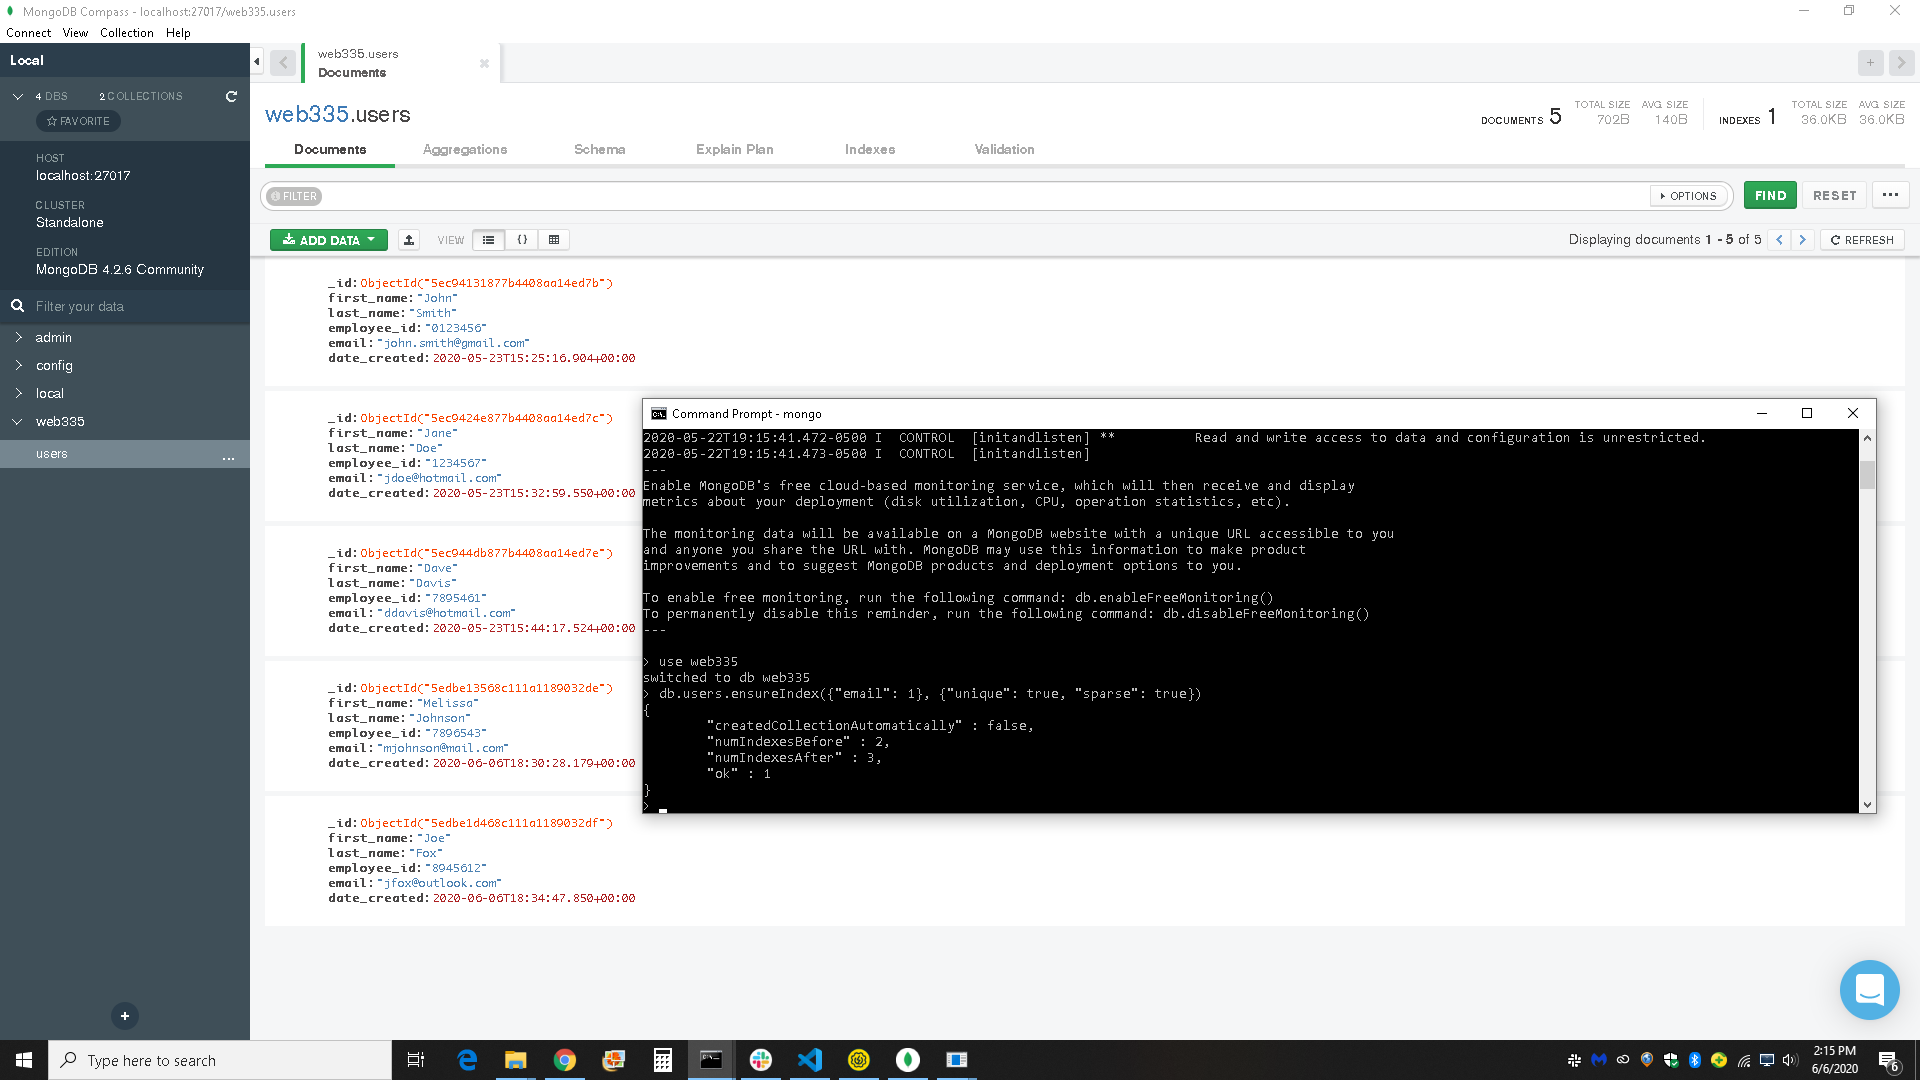 MongoDB Compass - localhost:27017/web335.users
Connect View Collection Help
Local
web335.users
Documents
4 DBS 2 COLLECTIONS
FAVORITE
HOST
localhost:27017
CLUSTER
Standalone
EDITION
MongoDB 4.2.6 Community
Filter your data
admin
config
local
web335
users ...
web335.users
DOCUMENTS 5 TOTAL SIZE 702B AVG. SIZE 140B INDEXES 1 TOTAL SIZE 36.0KB AVG. SIZE 36.0KB
Documents Aggregations Schema Explain Plan Indexes Validation
FILTER OPTIONS FIND RESET ...
ADD DATA VIEW {} Displaying documents 1 - 5 of 5 REFRESH
_id: ObjectId("5ec94131877b4408aa14ed7b")
first_name: "John"
last_name: "Smith"
employee_id: "0123456"
email: "john.smith@gmail.com"
date_created: 2020-05-23T15:25:16.904+00:00
_id: ObjectId("5ec9424e877b4408aa14ed7c")
first_name: "Jane"
last_name: "Doe"
employee_id: "1234567"
email: "jdoe@hotmail.com"
date_created: 2020-05-23T15:32:59.550+00:00
_id: ObjectId("5ec944db877b4408aa14ed7e")
first_name: "Dave"
last_name: "Davis"
employee_id: "7895461"
email: "ddavis@hotmail.com"
date_created: 2020-05-23T15:44:17.524+00:00
_id: ObjectId("5edbe13568c111a1189032de")
first_name: "Melissa"
last_name: "Johnson"
employee_id: "7896543"
email: "mjohnson@mail.com"
date_created: 2020-06-06T18:30:28.179+00:00
_id: ObjectId("5edbe1d468c111a1189032df")
first_name: "Joe"
last_name: "Fox"
employee_id: "8945612"
email: "jfox@outlook.com"
date_created: 2020-06-06T18:34:47.850+00:00
Command Prompt - mongo
2020-05-22T19:15:41.472-0500 I  CONTROL  [initandlisten] **          Read and write access to data and configuration is unrestricted.
2020-05-22T19:15:41.473-0500 I  CONTROL  [initandlisten]
---
Enable MongoDB's free cloud-based monitoring service, which will then receive and display
metrics about your deployment (disk utilization, CPU, operation statistics, etc).
The monitoring data will be available on a MongoDB website with a unique URL accessible to you
and anyone you share the URL with. MongoDB may use this information to make product
improvements and to suggest MongoDB products and deployment options to you.
To enable free monitoring, run the following command: db.enableFreeMonitoring()
To permanently disable this reminder, run the following command: db.disableFreeMonitoring()
---
> use web335
switched to db web335
> db.users.ensureIndex({"email": 1}, {"unique": true, "sparse": true})
{
"createdCollectionAutomatically" : false,
"numIndexesBefore" : 2,
"numIndexesAfter" : 3,
"ok" : 1
}
>
Type here to search
2:15 PM
6/6/2020
6